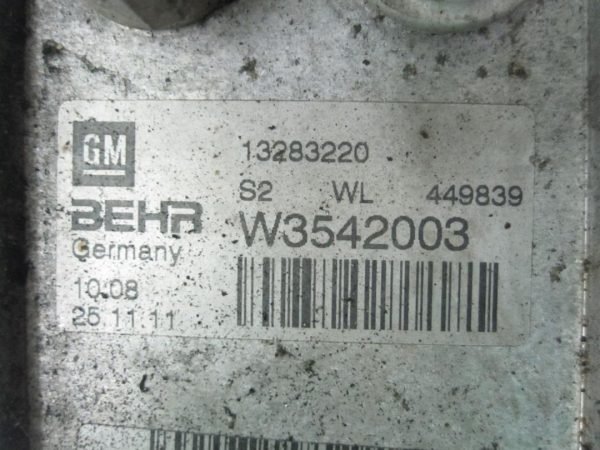 GM
13283220
S2 WL 449839
BEHR
W3542003
Germany
10:08
25.11.11